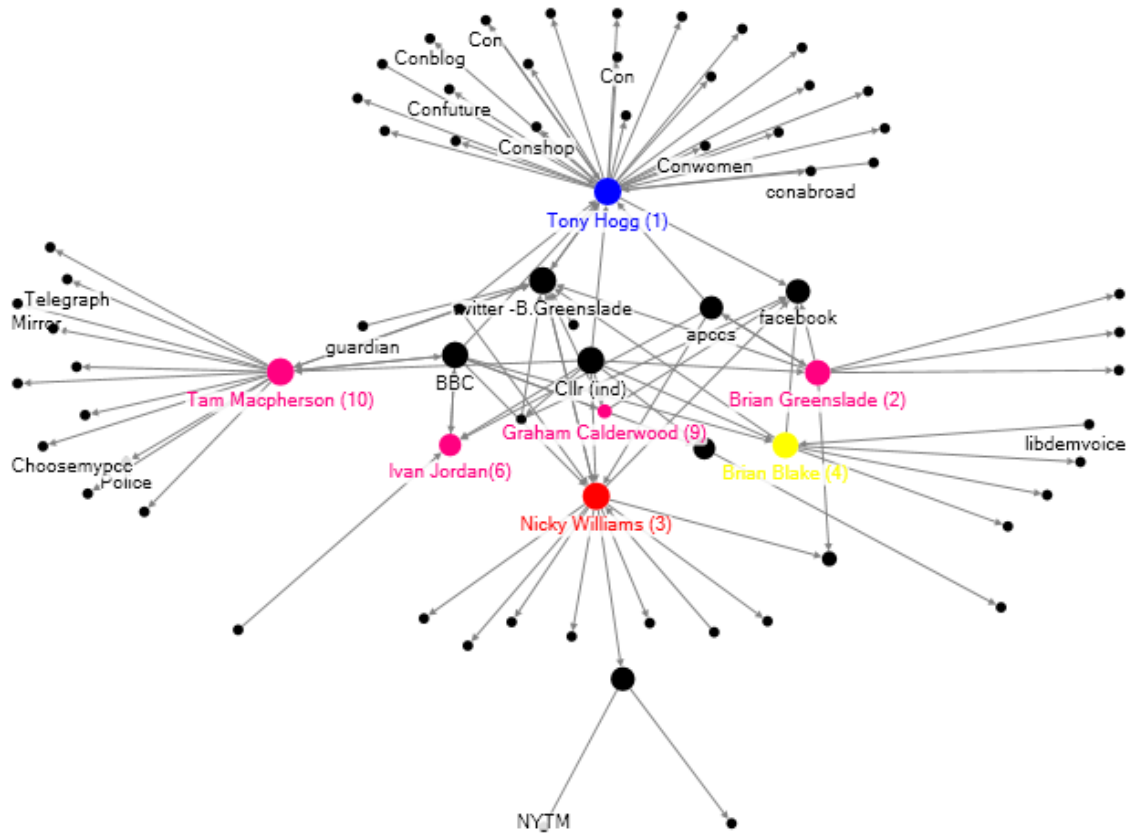 Con
Conblog
Con
Confuture
Conshop
Conwomen
conabroad
Tony Hogg (1)
Telegraph
Mirror
twitter -B.Greenslade
facebook
apccs
guardian
BBC
Cllr (ind)
Tam Macpherson (10)
Brian Greenslade (2)
Graham Calderwood (9)
libdemvoice
Ivan Jordan(6)
Brian Blake (4)
Choosemypcc
Police
Nicky Williams (3)
NYTM